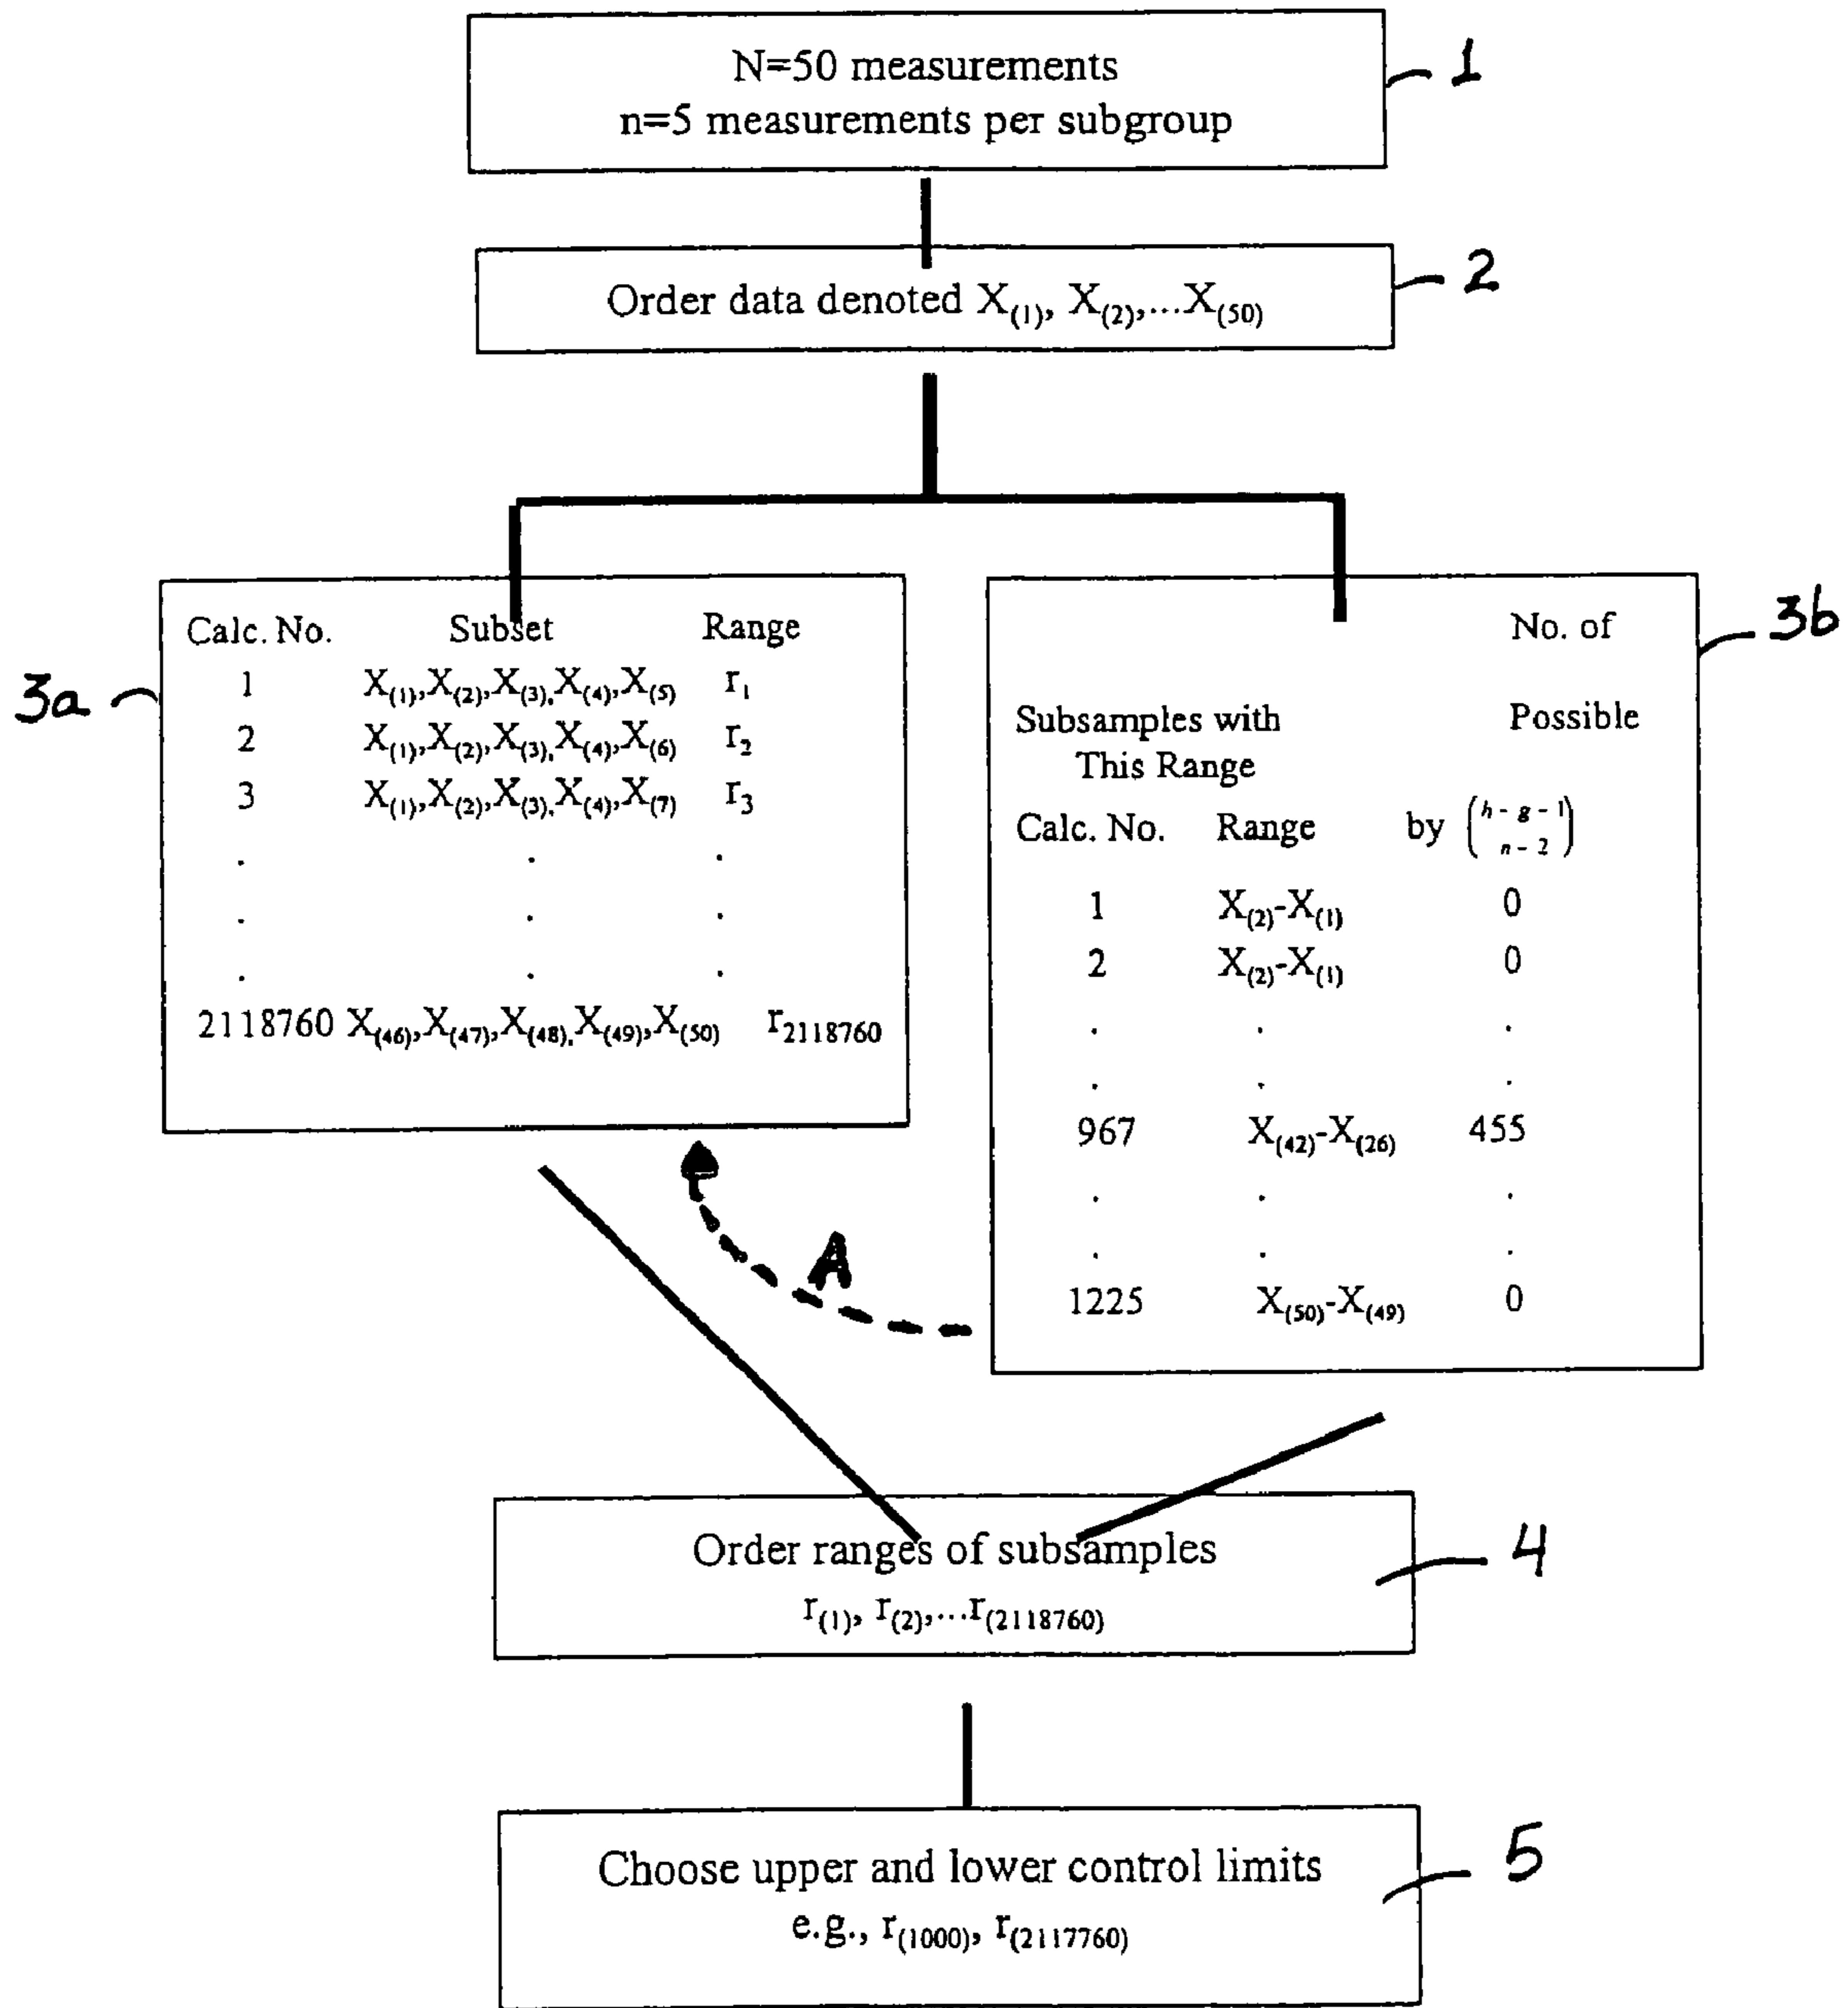 N=50 measurements
n=5 measurements per subgroup
1
Order data denoted X(1), X(2),...X(50)
2
3a
Calc. No. Subset Range
1 X(1),X(2),X(3),X(4),X(5) r1
2 X(1),X(2),X(3),X(4),X(6) r2
3 X(1),X(2),X(3),X(4),X(7) r3
. . .
. . .
. . .
2118760 X(46),X(47),X(48),X(49),X(50) r2118760
3b
No. of
Subsamples with Possible
This Range
Calc. No. Range by (h - g - 1
n - 2)
1 X(2)-X(1) 0
2 X(2)-X(1) 0
. . .
. . .
967 X(42)-X(26) 455
. . .
. . .
1225 X(50)-X(49) 0
A
Order ranges of subsamples
r(1), r(2),...r(2118760)
4
Choose upper and lower control limits
e.g., r(1000), r(2117760)
5